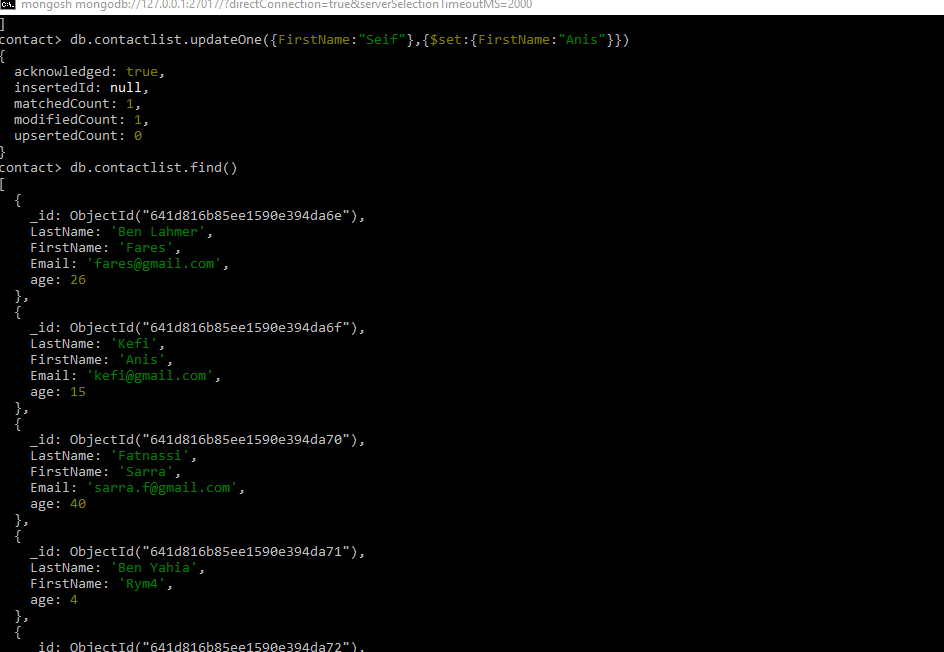 mongosh mongodb://127.0.0.1:27017/?directConnection=true&serverSelectionTimeoutMS=2000
]
contact> db.contactlist.updateOne({FirstName:"Seif"},{$set:{FirstName:"Anis"}})
{
  acknowledged: true,
  insertedId: null,
  matchedCount: 1,
  modifiedCount: 1,
  upsertedCount: 0
}
contact> db.contactlist.find()
[
  {
    _id: ObjectId("641d816b85ee1590e394da6e"),
    LastName: 'Ben Lahmer',
    FirstName: 'Fares',
    Email: 'fares@gmail.com',
    age: 26
  },
  {
    _id: ObjectId("641d816b85ee1590e394da6f"),
    LastName: 'Kefi',
    FirstName: 'Anis',
    Email: 'kefi@gmail.com',
    age: 15
  },
  {
    _id: ObjectId("641d816b85ee1590e394da70"),
    LastName: 'Fatnassi',
    FirstName: 'Sarra',
    Email: 'sarra.f@gmail.com',
    age: 40
  },
  {
    _id: ObjectId("641d816b85ee1590e394da71"),
    LastName: 'Ben Yahia',
    FirstName: 'Rym4',
    age: 4
  },
  {
    _id: ObjectId("641d816b85ee1590e394da72"),